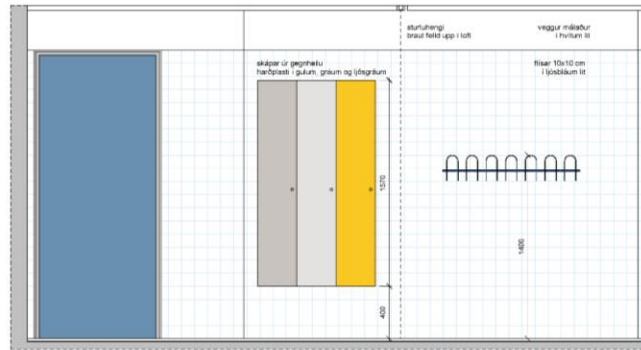 sturtuhengi
braut felld upp í loft
veggur málaður
í hvítum lit
skápar úr gegnheilu
harðplasti í gulum, gráum og ljósgráum
flísar 10x10 cm
í ljósbláum lit
1570
1400
400